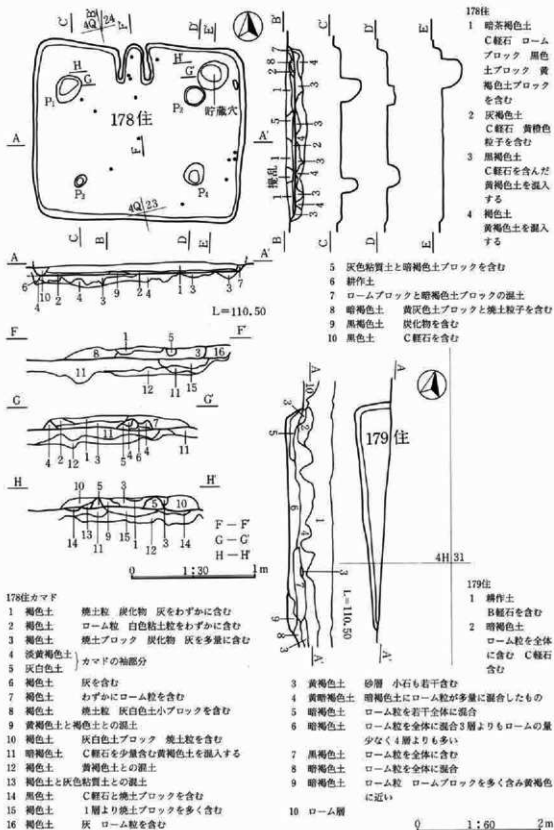 178住
1 暗茶褐色土
C軽石 ローム
ブロック 黒色
土ブロック 黄
褐色土ブロック
を含む
2 灰褐色土
C軽石 黄橙色
粒子を含む
3 黒褐色土
C軽石を含んだ
黄褐色土を混入
する
4 褐色土
黄褐色土を混入
する
5 灰色粘質土と暗褐色土ブロックを含む
6 耕作土
7 ロームブロックと暗褐色土ブロックの混土
8 暗褐色土 黄灰色土ブロックと焼土粒子を含む
9 黒褐色土 炭化物を含む
10 黒色土 C軽石を含む
4Q 24
P₁
P₂
P₃
P₄
貯蔵穴
178住
4Q 23
撹乱
A A′
L=110.50
F F′
G G′
H H′
F－F′
G－G′
H－H′
0 1:30 1m
178住カマド
1 褐色土 焼土粒 炭化物 灰をわずかに含む
2 褐色土 ローム粒 白色粘土粒をわずかに含む
3 褐色土 焼土ブロック 炭化物 灰を多量に含む
4 淡黄褐色土
5 灰白色土
カマドの袖部分
6 褐色土 灰を含む
7 褐色土 わずかにローム粒を含む
8 褐色土 焼土粒 灰白色土小ブロックを含む
9 黄褐色土と褐色土との混土
10 褐色土 灰白色土ブロック 焼土粒を含む
11 暗褐色土 C軽石を少量含む黄褐色土を混入する
12 褐色土 黄褐色土との混土
13 褐色土と灰色粘質土との混土
14 黒色土 C軽石と焼土ブロックを含む
15 褐色土 1層より焼土ブロックを多く含む
16 褐色土 灰 ローム粒を含む
179住
4H 31
L=110.50
179住
1 耕作土
B軽石を含む
2 暗褐色土
ローム粒を全体
に含む C軽石
含む
3 黄褐色土 砂層 小石も若干含む
4 黄暗褐色土 暗褐色土にローム粒が多量に混合したもの
5 暗褐色土 ローム粒を若干全体に混合
6 暗褐色土 ローム粒を全体に混合3層よりもロームの量
少なく4層よりも多い
7 黒褐色土 ローム粒を全体に含む
8 暗褐色土 ローム粒を全体に混合
9 暗褐色土 ローム粒 ロームブロックを多く含み黄褐色
に近い
10 ローム層
0 1:60 2m